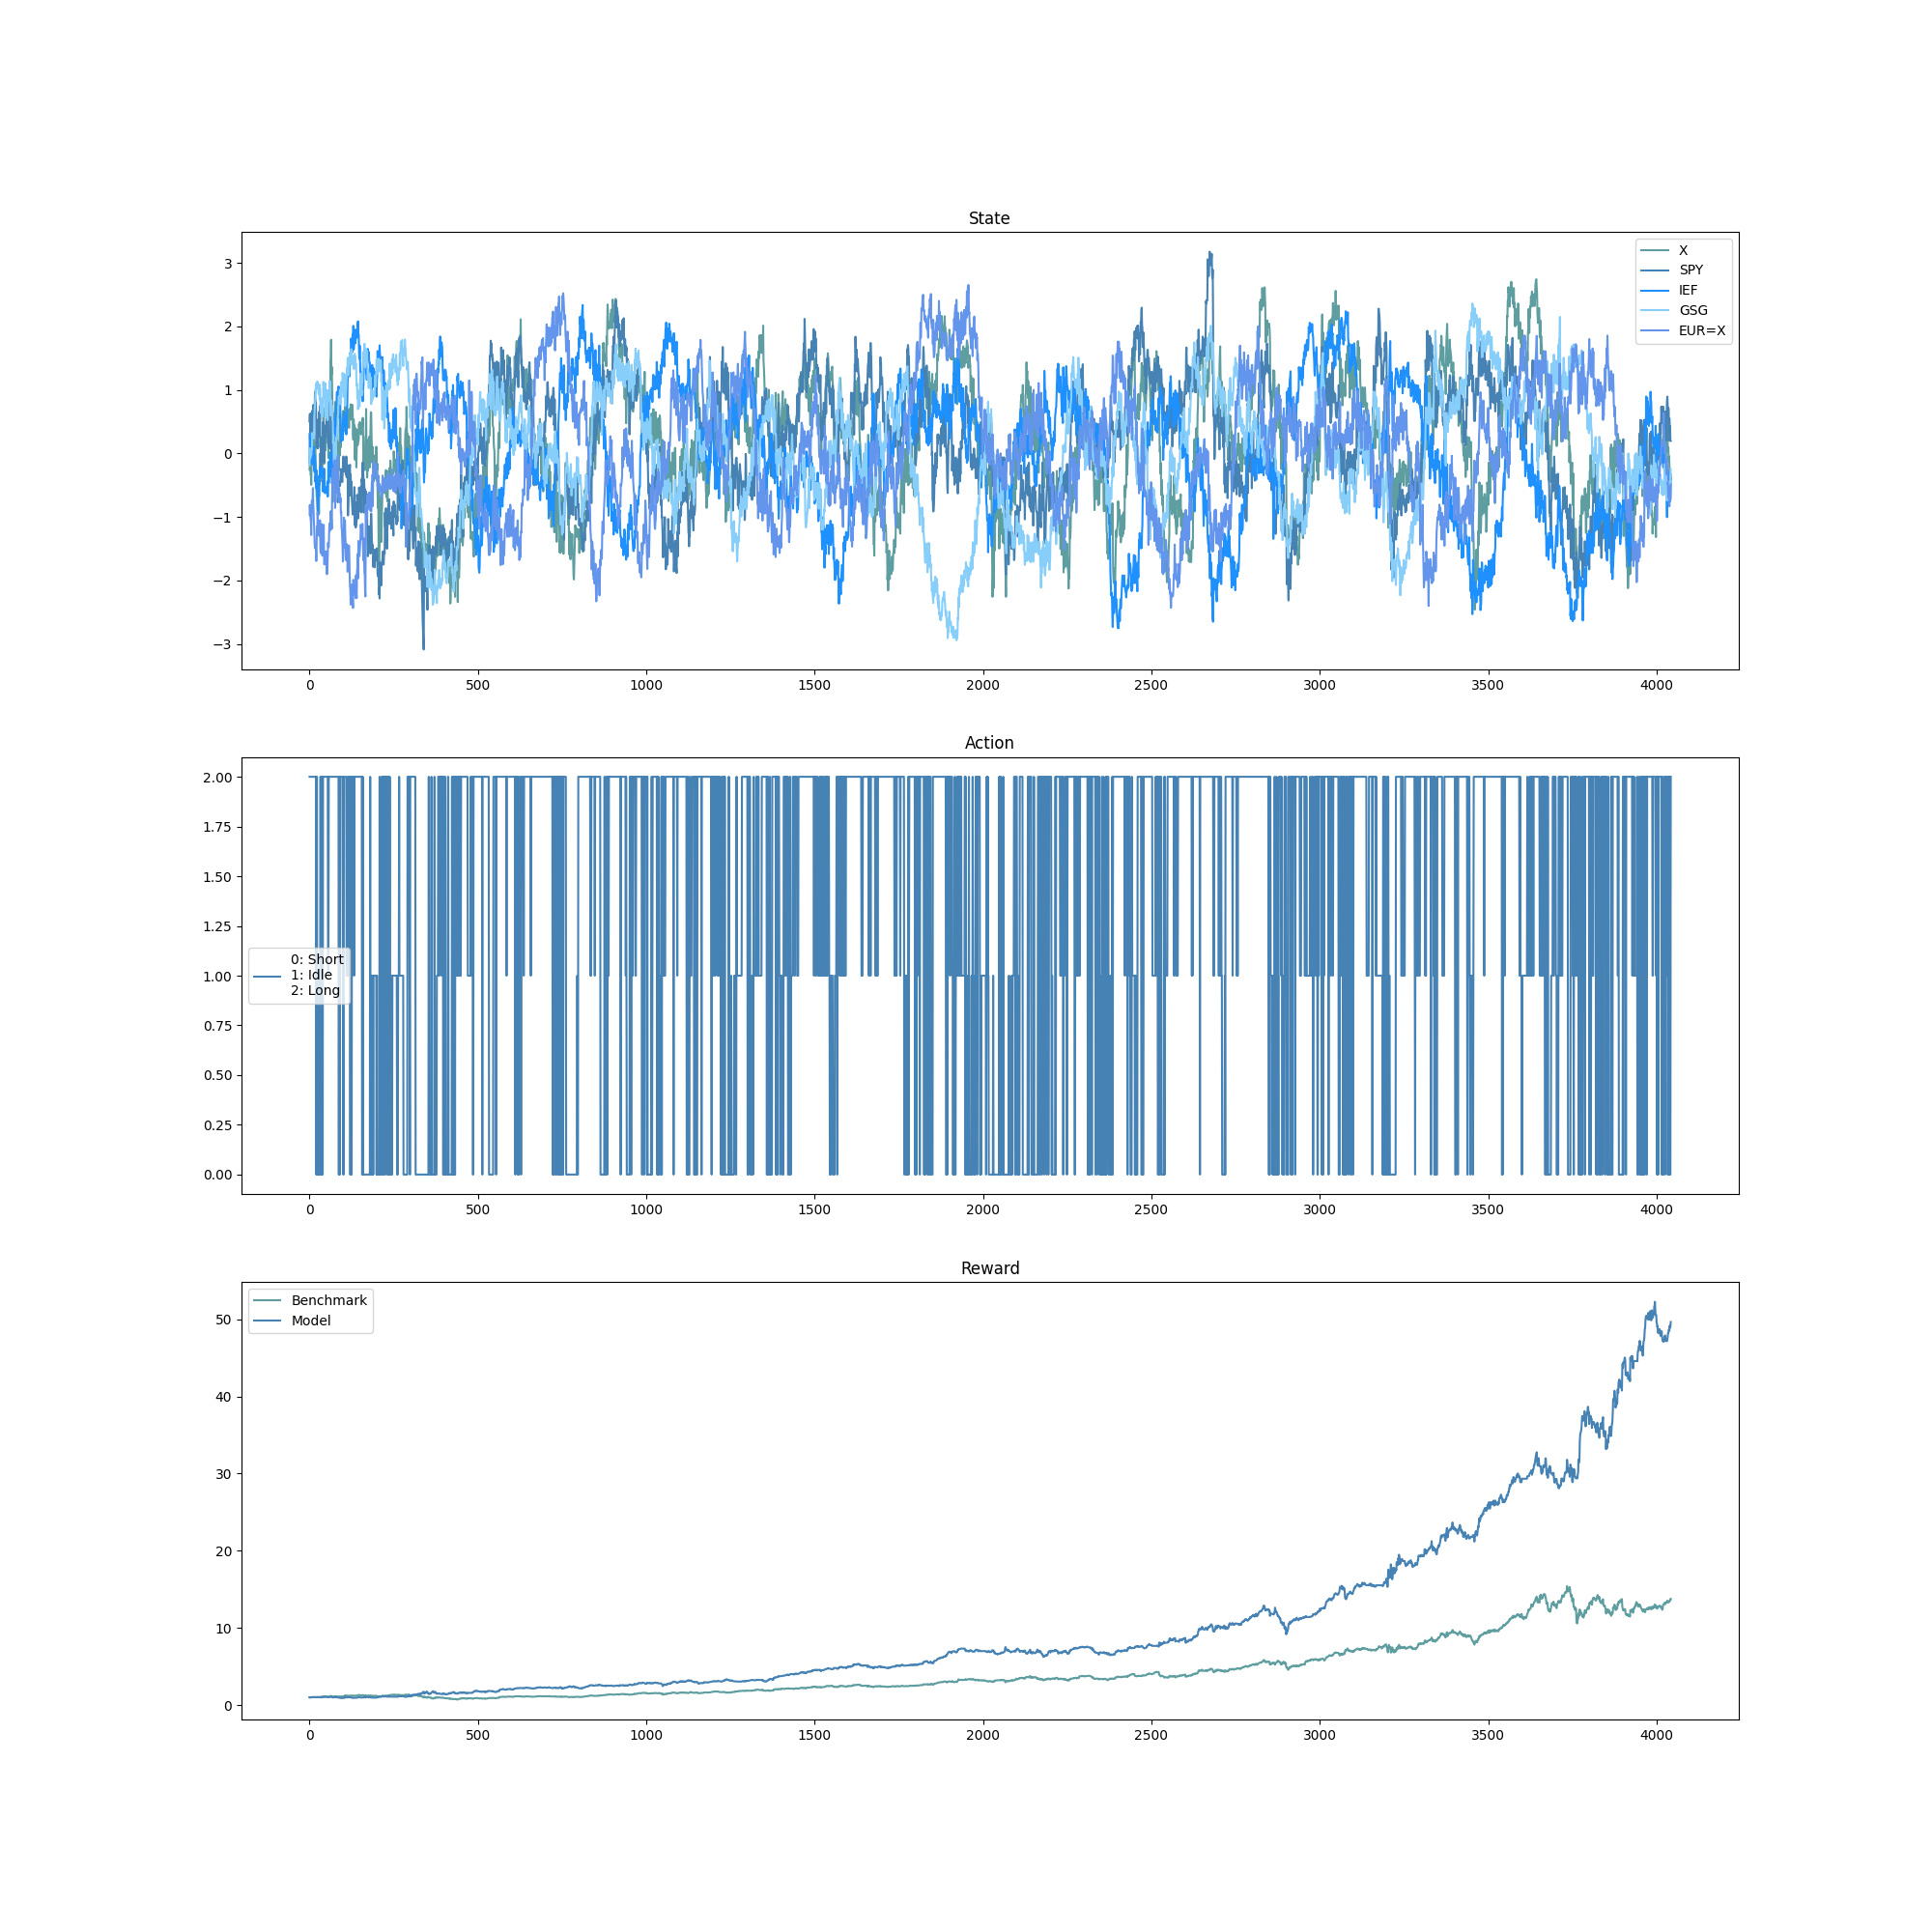 State
3
2
1
0
−1
−2
−3
X
SPY
IEF
GSG
EUR=X
0 500 1000 1500 2000 2500 3000 3500 4000
Action
2.00
1.75
1.50
1.25
1.00
0.75
0.50
0.25
0.00
0: Short
1: Idle
2: Long
0 500 1000 1500 2000 2500 3000 3500 4000
Reward
Benchmark
Model
50
40
30
20
10
0
0 500 1000 1500 2000 2500 3000 3500 4000